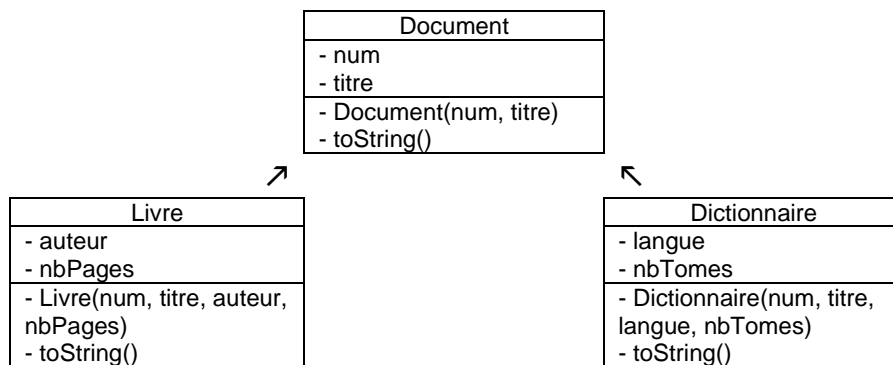 Document
- num
- titre
- Document(num, titre)
- toString()
Livre
- auteur
- nbPages
- Livre(num, titre, auteur,
nbPages)
- toString()
Dictionnaire
- langue
- nbTomes
- Dictionnaire(num, titre,
langue, nbTomes)
- toString()